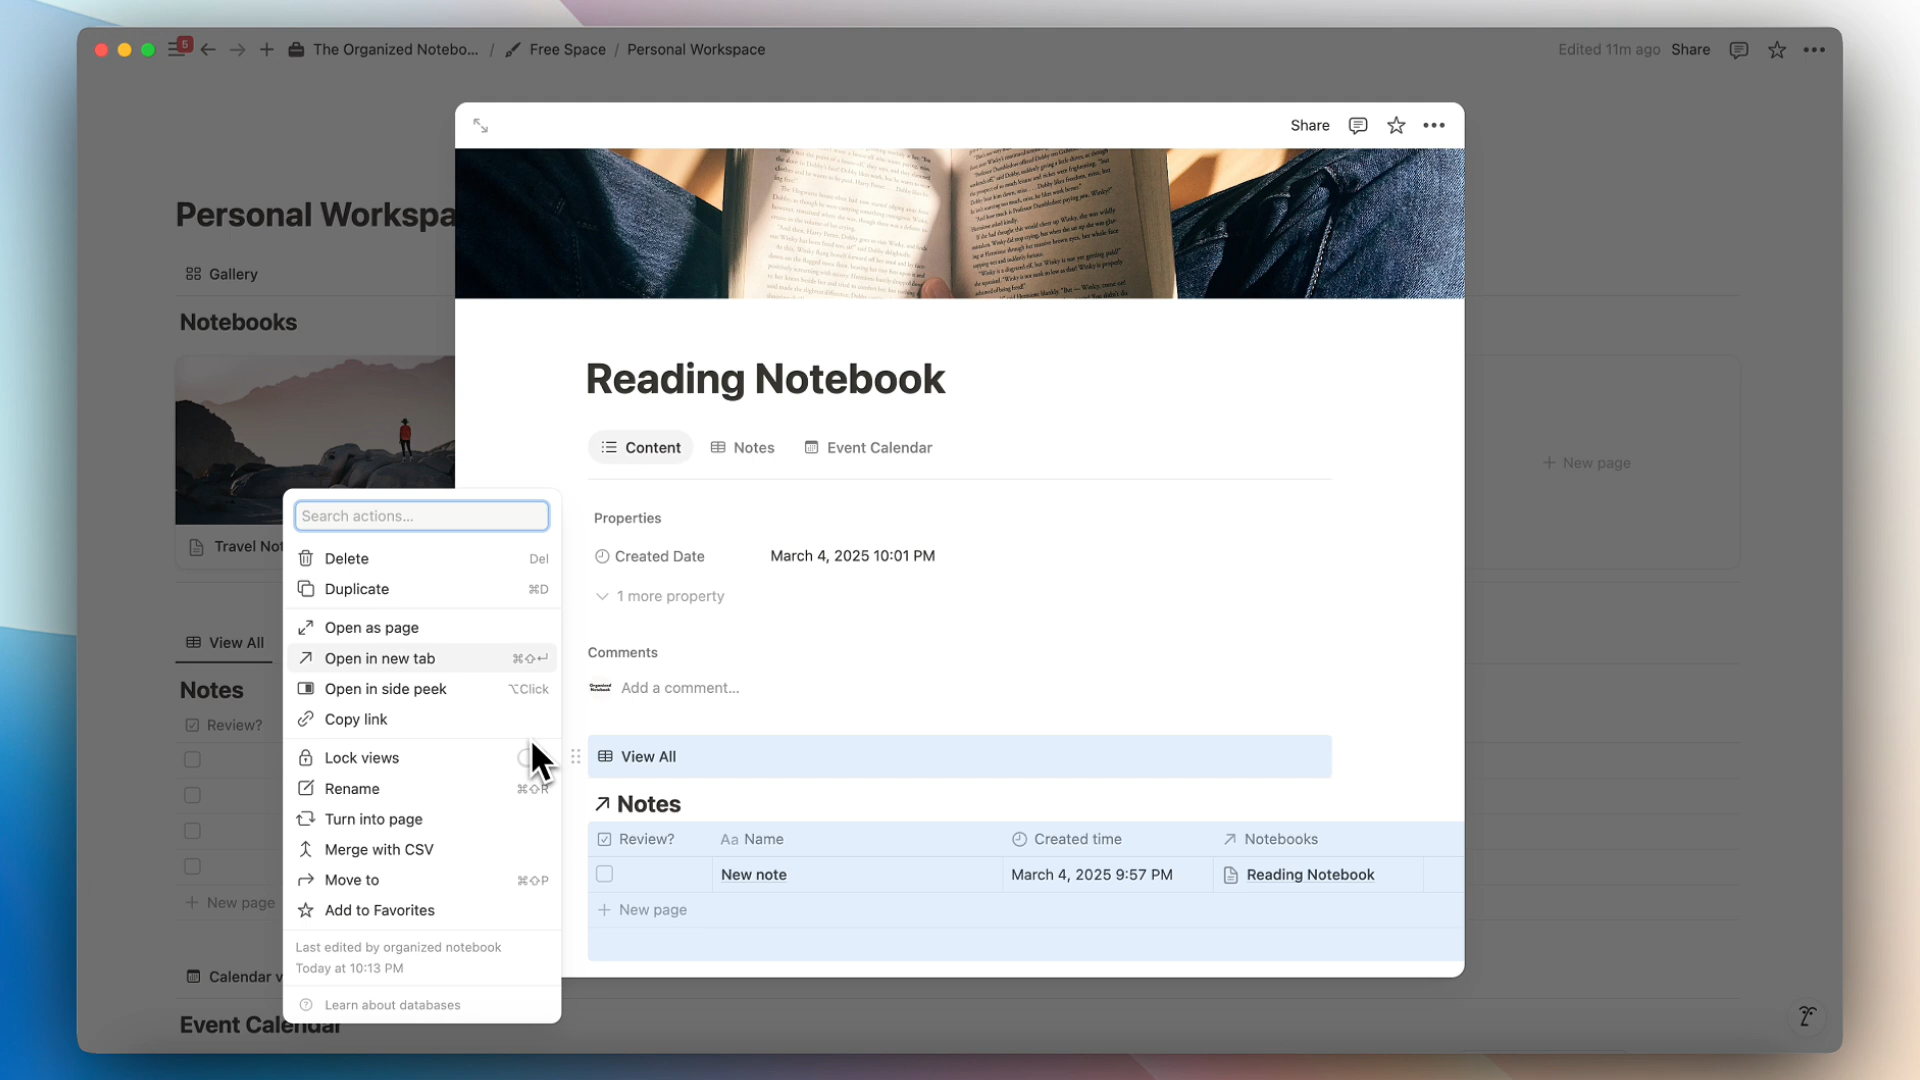 5
The Organized Notebo... / Free Space / Personal Workspace
Edited 11m ago Share
Share
Personal Workspa
Gallery
Notebooks
Reading Notebook
Content Notes Event Calendar
+ New page
Properties
Created Date March 4, 2025 10:01 PM
1 more property
Comments
Add a comment...
Travel Not
View All
Notes
Review?
+ New page
Calendar v
Event Calendar
Search actions...
Delete Del
Duplicate ⌘D
Open as page
Open in new tab ⌘⇧↵
Open in side peek ⌥Click
Copy link
Lock views
Rename ⌘⇧R
Turn into page
Merge with CSV
Move to ⌘⇧P
Add to Favorites
Last edited by organized notebook
Today at 10:13 PM
Learn about databases
View All
Notes
Review? Aa Name Created time Notebooks
New note March 4, 2025 9:57 PM Reading Notebook
+ New page